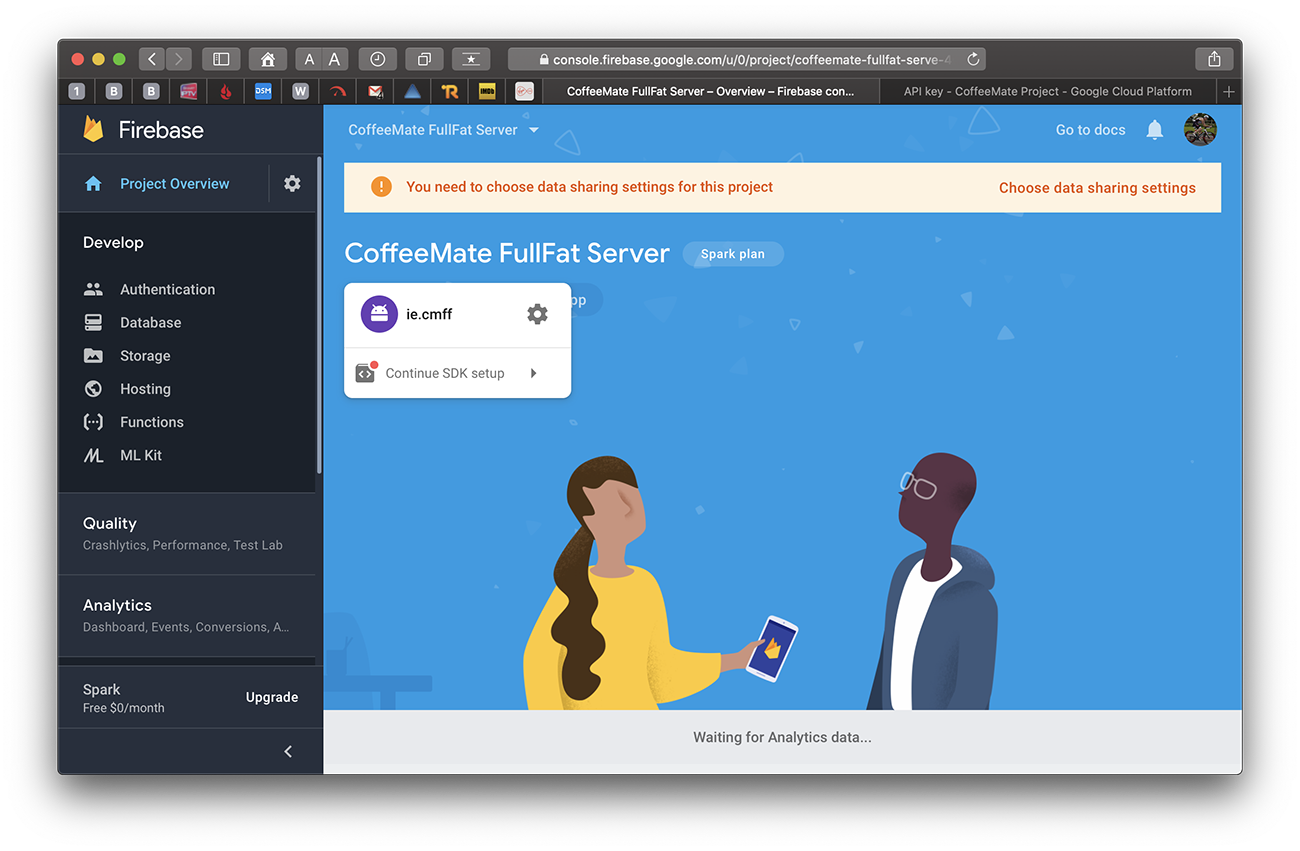 A A
console.firebase.google.com/u/0/project/coffeemate-fullfat-serve-4
1 B B DSM W TR IMDb
CoffeeMate FullFat Server – Overview – Firebase con...
API key - CoffeeMate Project - Google Cloud Platform
Firebase
CoffeeMate FullFat Server
Go to docs
Project Overview
You need to choose data sharing settings for this project
Choose data sharing settings
Develop
CoffeeMate FullFat Server
Spark plan
Authentication
Database
Storage
Hosting
Functions
ML Kit
ie.cmff
pp
Continue SDK setup
Quality
Crashlytics, Performance, Test Lab
Analytics
Dashboard, Events, Conversions, A...
Spark
Free $0/month
Upgrade
Waiting for Analytics data...